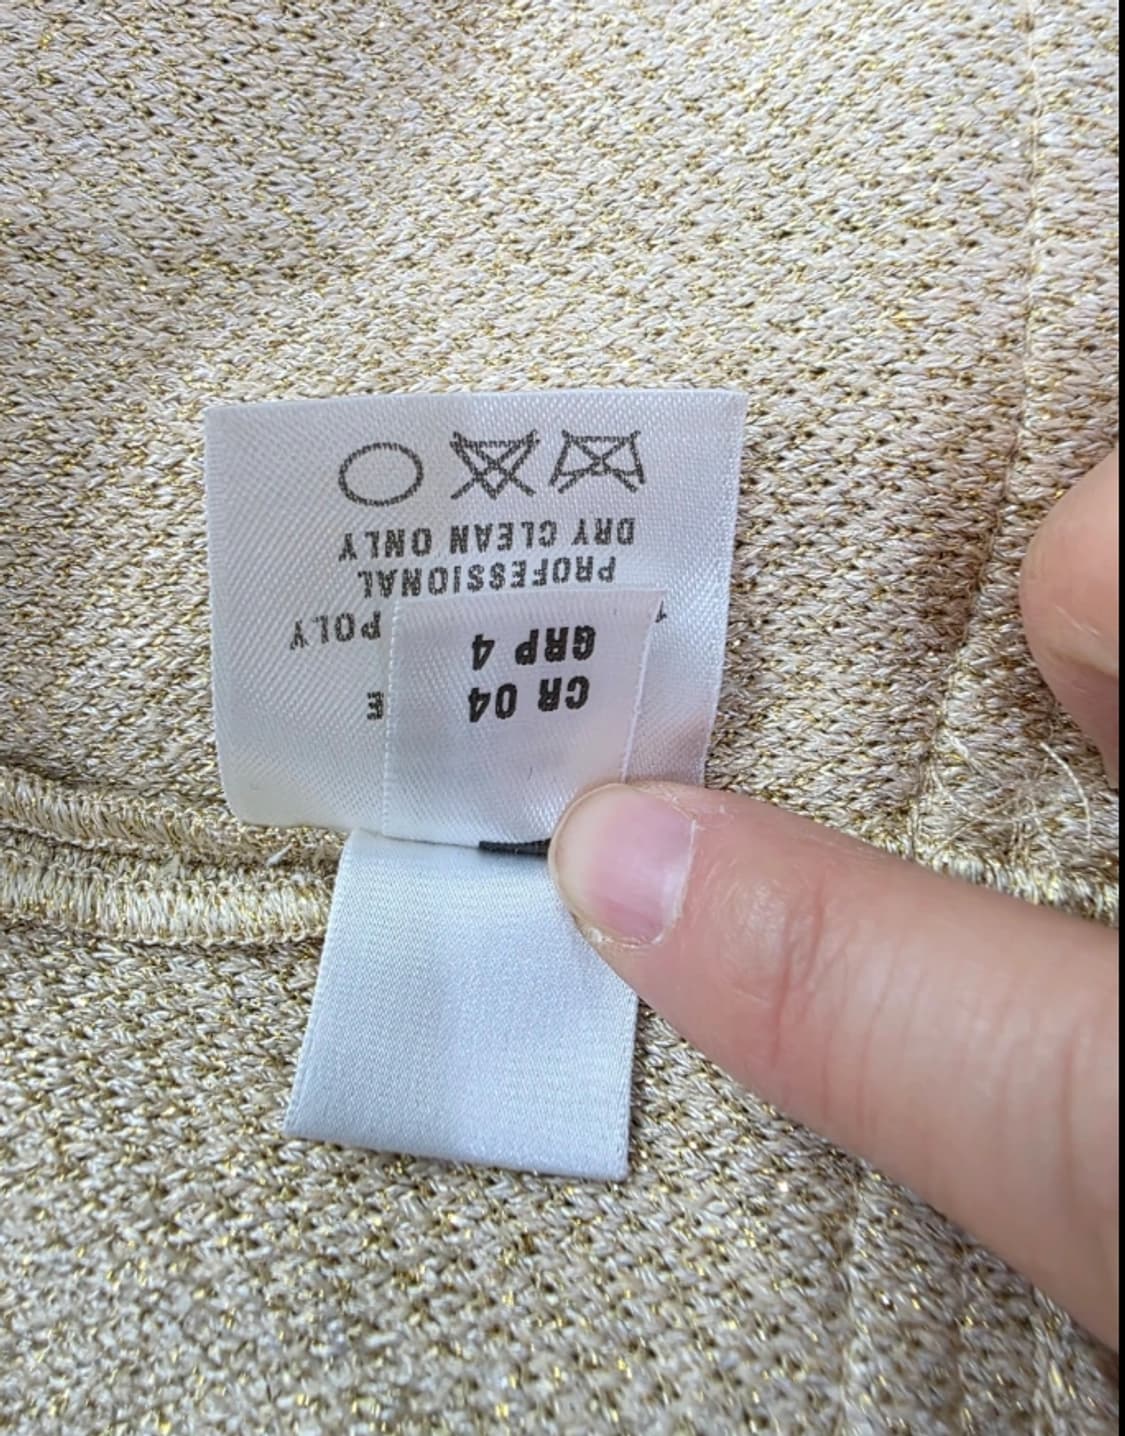 CR 04
GRP 4
POLY
PROFESSIONAL
DRY CLEAN ONLY